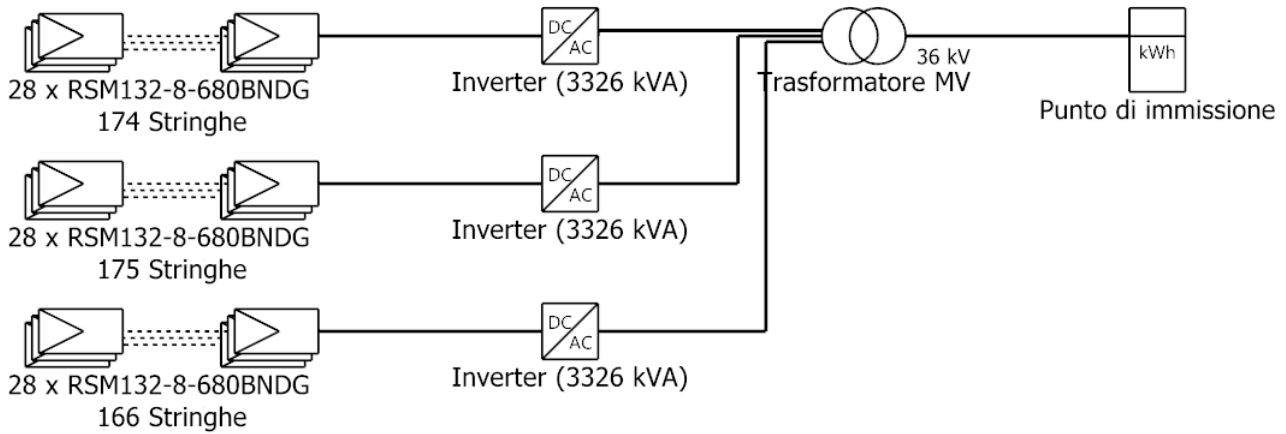 DC
AC
Inverter (3326 kVA)
28 x RSM132-8-680BNDG
174 Stringhe
36 kV
Trasformatore MV
kWh
Punto di immissione
DC
AC
Inverter (3326 kVA)
28 x RSM132-8-680BNDG
175 Stringhe
DC
AC
Inverter (3326 kVA)
28 x RSM132-8-680BNDG
166 Stringhe